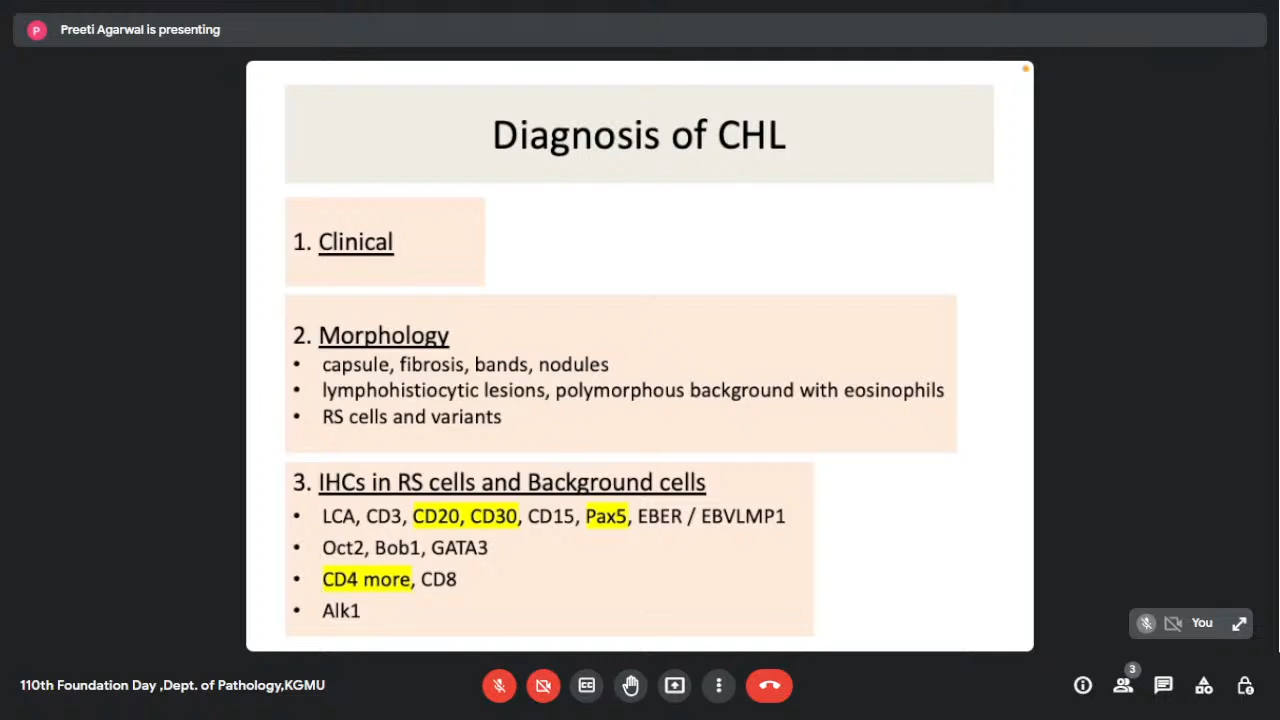 P
Preeti Agarwal is presenting
Diagnosis of CHL
1. Clinical
2. Morphology
• capsule, fibrosis, bands, nodules
• lymphohistiocytic lesions, polymorphous background with eosinophils
• RS cells and variants
3. IHCs in RS cells and Background cells
• LCA, CD3, CD20, CD30, CD15, Pax5, EBER / EBVLMP1
• Oct2, Bob1, GATA3
• CD4 more, CD8
• Alk1
You
110th Foundation Day ,Dept. of Pathology,KGMU
CC
3